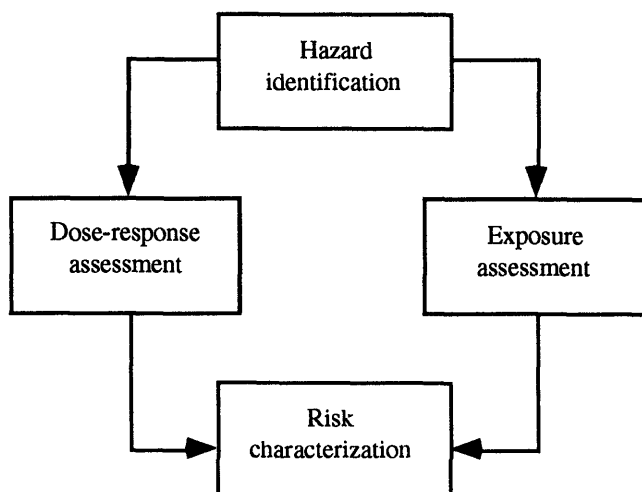 Hazard
identification
Dose-response
assessment
Exposure
assessment
Risk
characterization